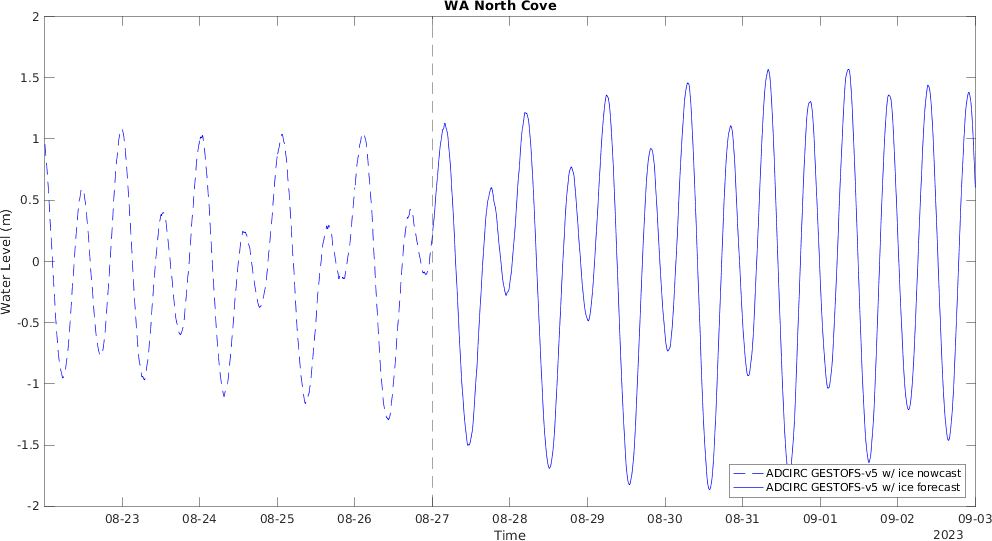 WA North Cove
2
1.5
1
0.5
0
-0.5
-1
-1.5
-2
Water Level (m)
ADCIRC GESTOFS-v5 w/ ice nowcast
ADCIRC GESTOFS-v5 w/ ice forecast
08-23 08-24 08-25 08-26 08-27 08-28 08-29 08-30 08-31 09-01 09-02 09-03
Time
2023